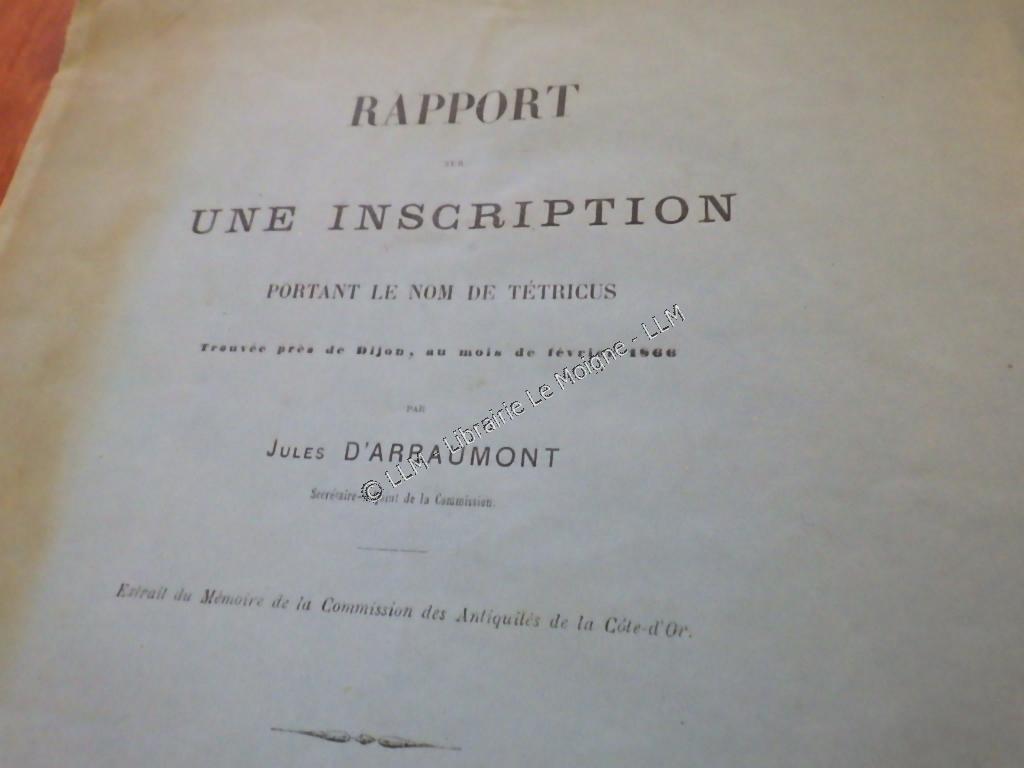 RAPPORT
SUR
UNE INSCRIPTION
PORTANT LE NOM DE TÉTRICUS
Trouvée près de Dijon, au mois de février 1866
PAR
JULES D'ARRAUMONT
Secrétaire-adjoint de la Commission.
Extrait du Mémoire de la Commission des Antiquités de la Côte-d'Or.
© LLM - Librairie Le Moigne - LLM